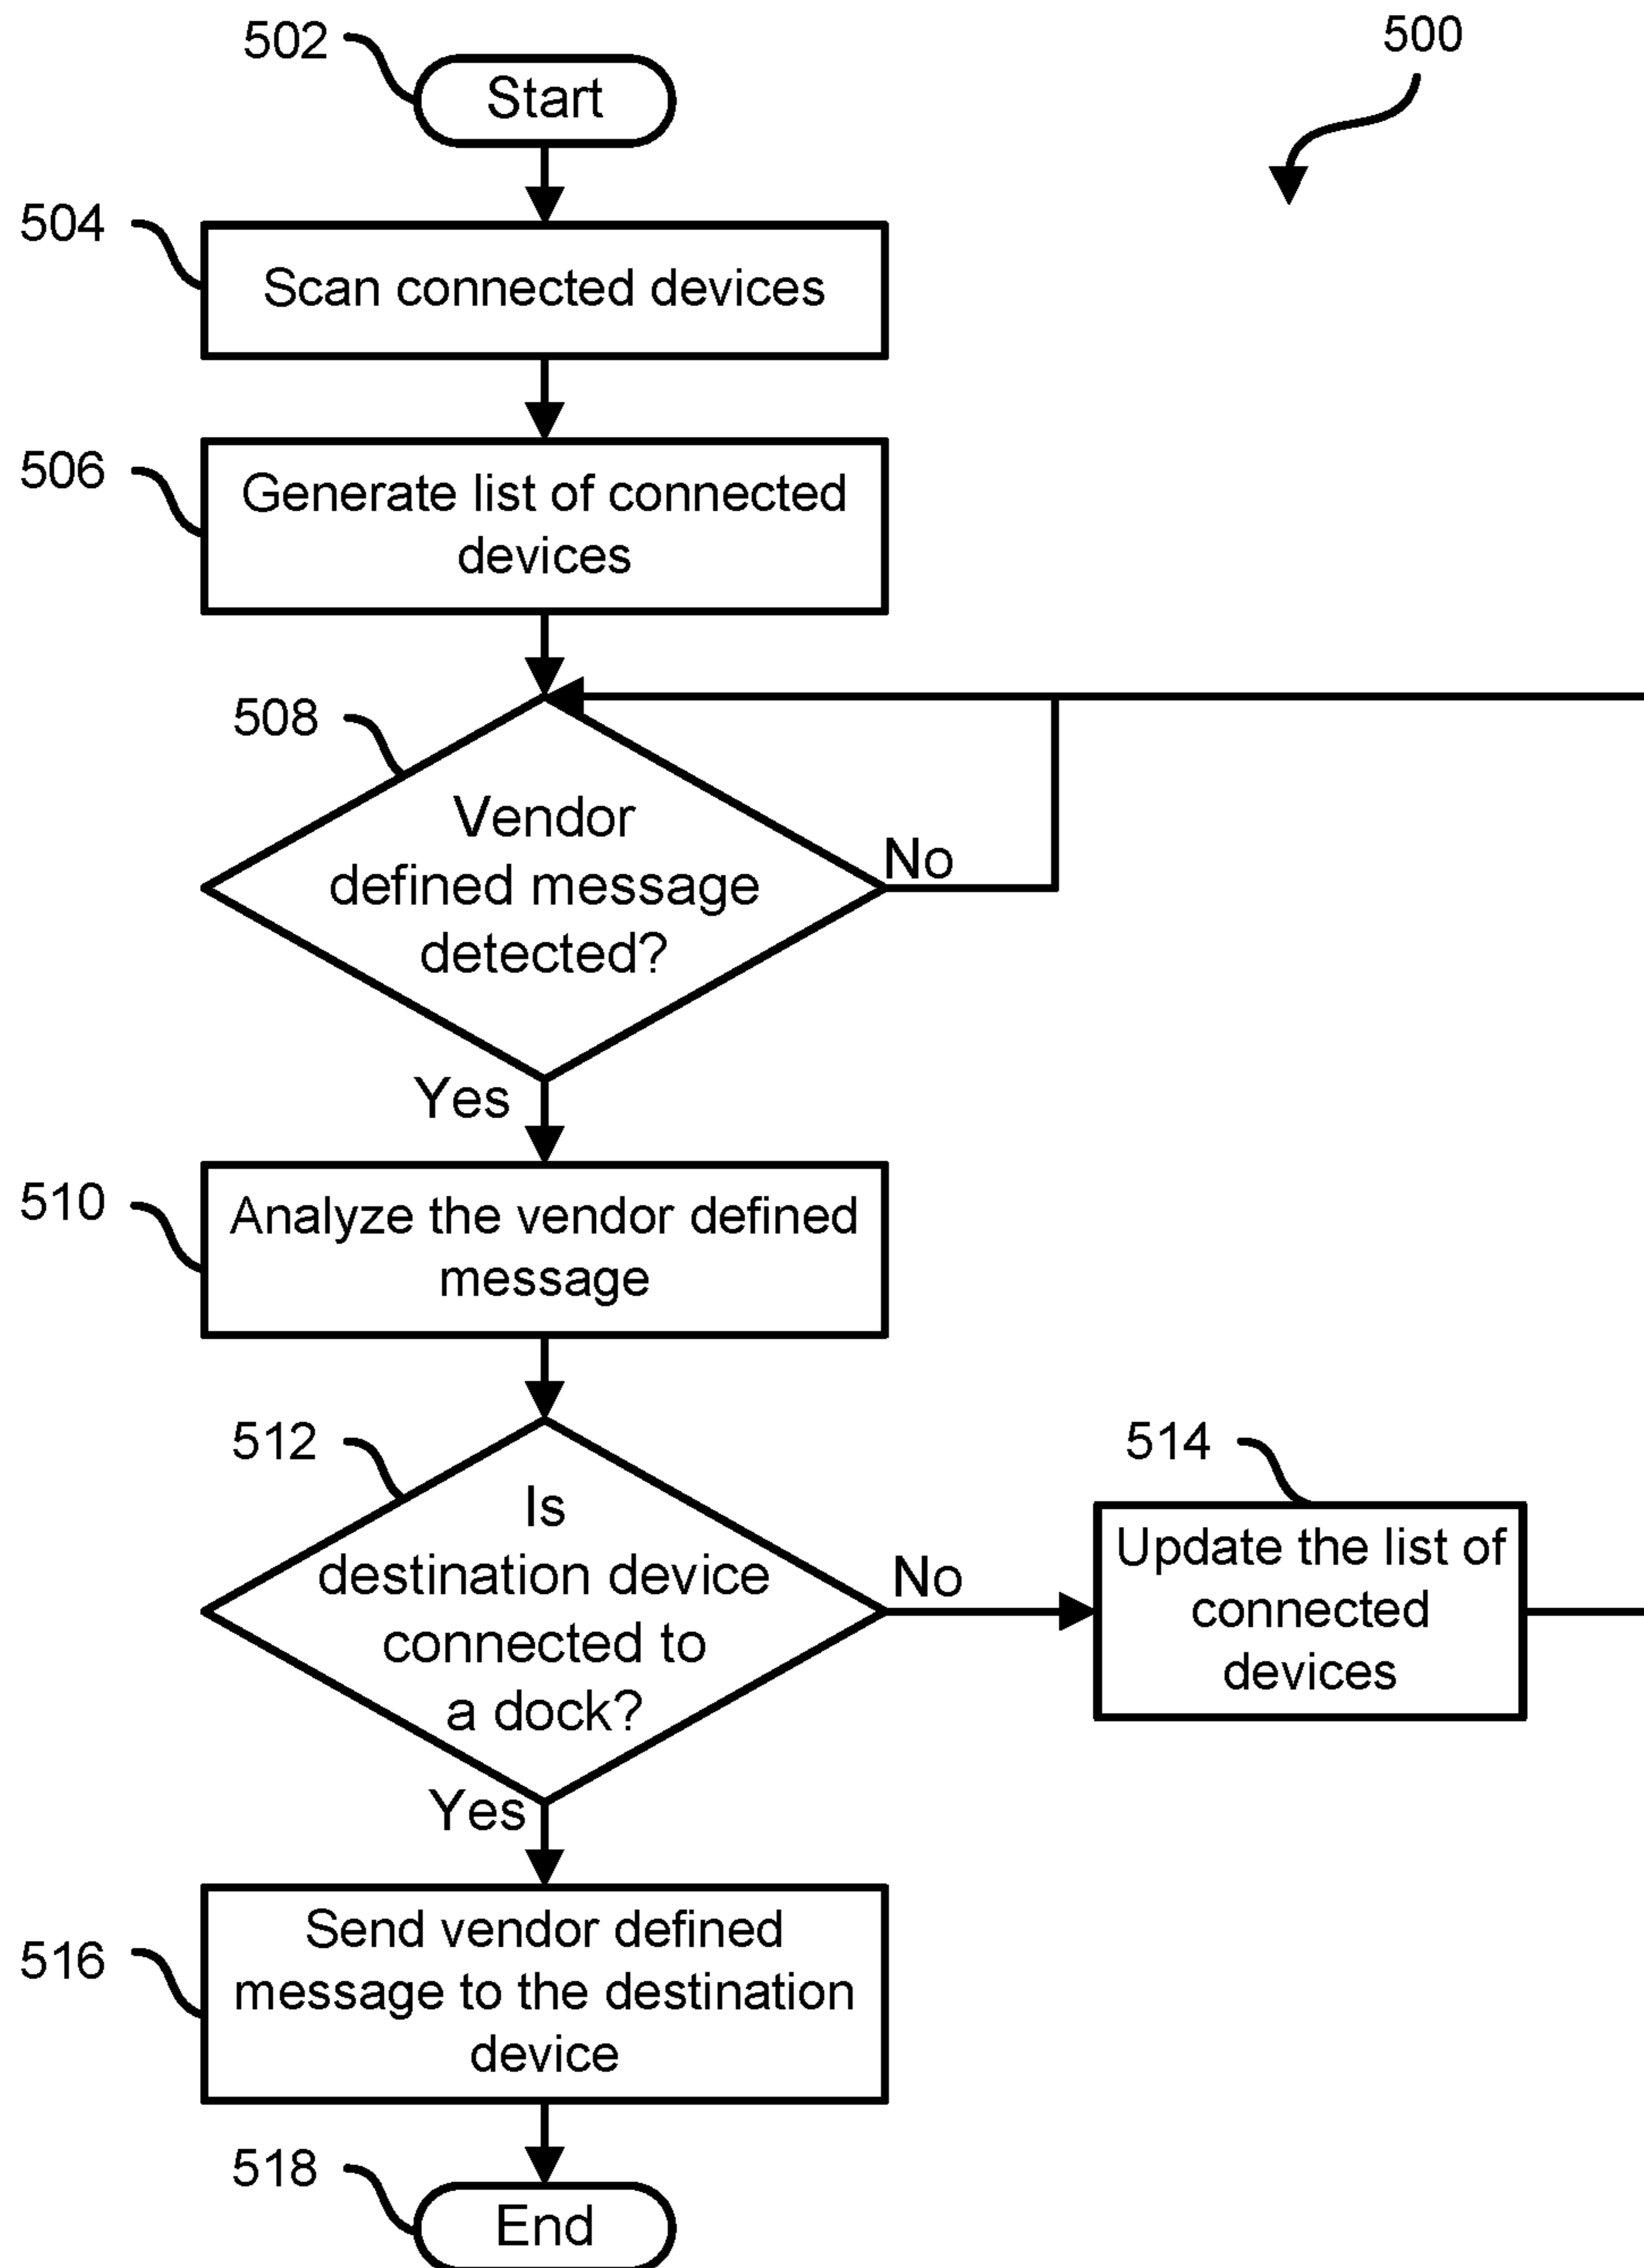 502
500
Start
504
Scan connected devices
506
Generate list of connected
devices
508
Vendor
defined message
detected?
No
Yes
510
Analyze the vendor defined
message
512
514
Is
destination device
connected to
a dock?
No
Update the list of
connected
devices
Yes
516
Send vendor defined
message to the destination
device
518
End